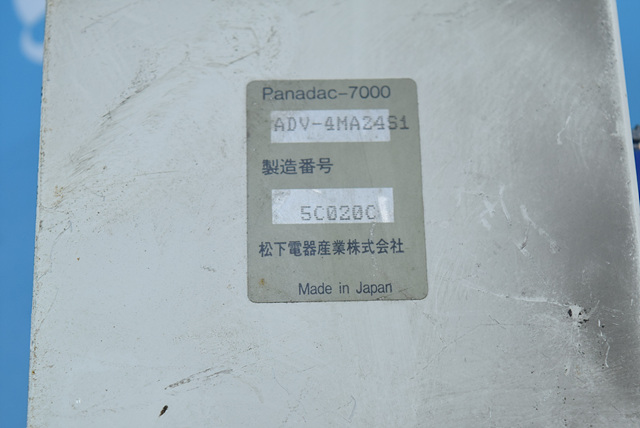 Panadac-7000
ADV-4MA24S1
製造番号
5C020C
松下電器産業株式会社
Made in Japan